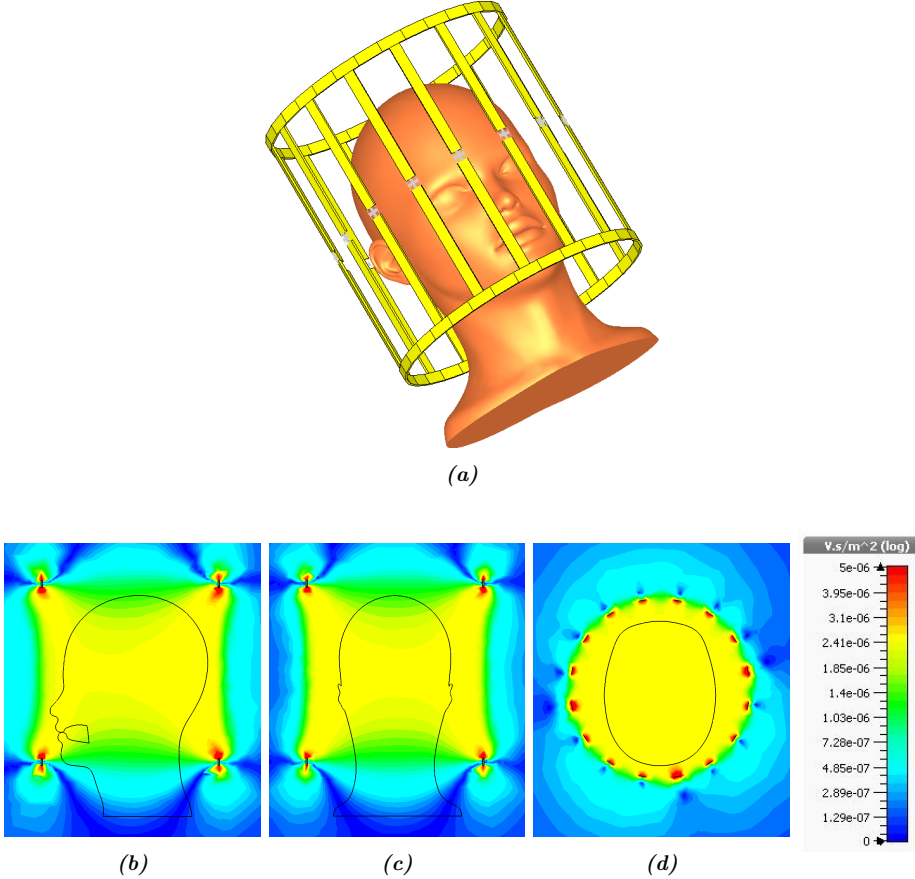 (a)
V.s/m^2 (log)
5e-06
3.95e-06
3.1e-06
2.41e-06
1.85e-06
1.4e-06
1.03e-06
7.28e-07
4.85e-07
2.89e-07
1.29e-07
0
(b) (c) (d)